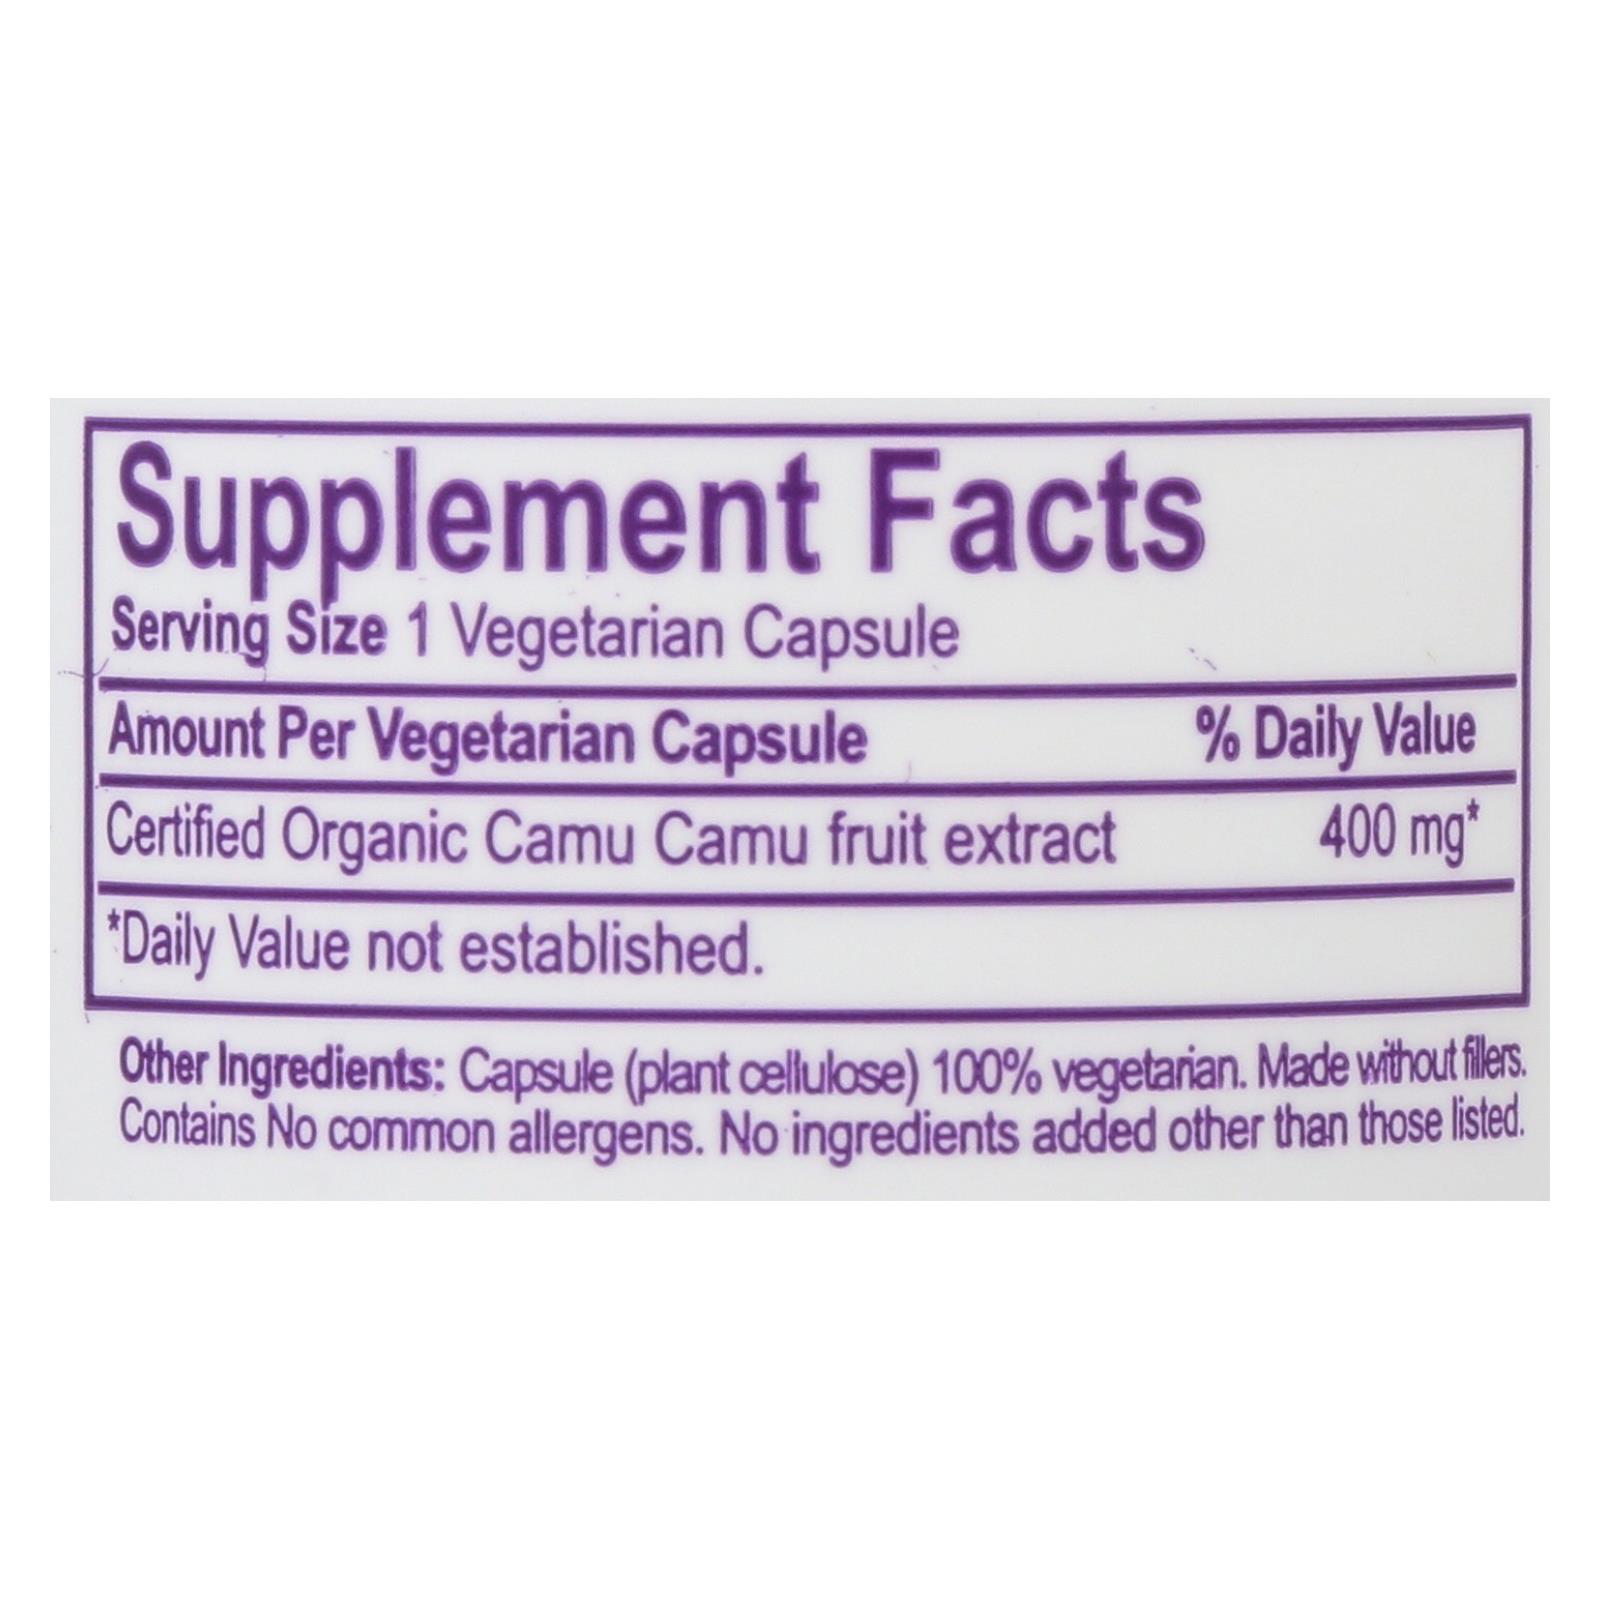 Supplement Facts
Serving Size 1 Vegetarian Capsule
Amount Per Vegetarian Capsule % Daily Value
Certified Organic Camu Camu fruit extract 400 mg*
*Daily Value not established.
Other Ingredients: Capsule (plant cellulose) 100% vegetarian. Made without fillers.
Contains No common allergens. No ingredients added other than those listed.